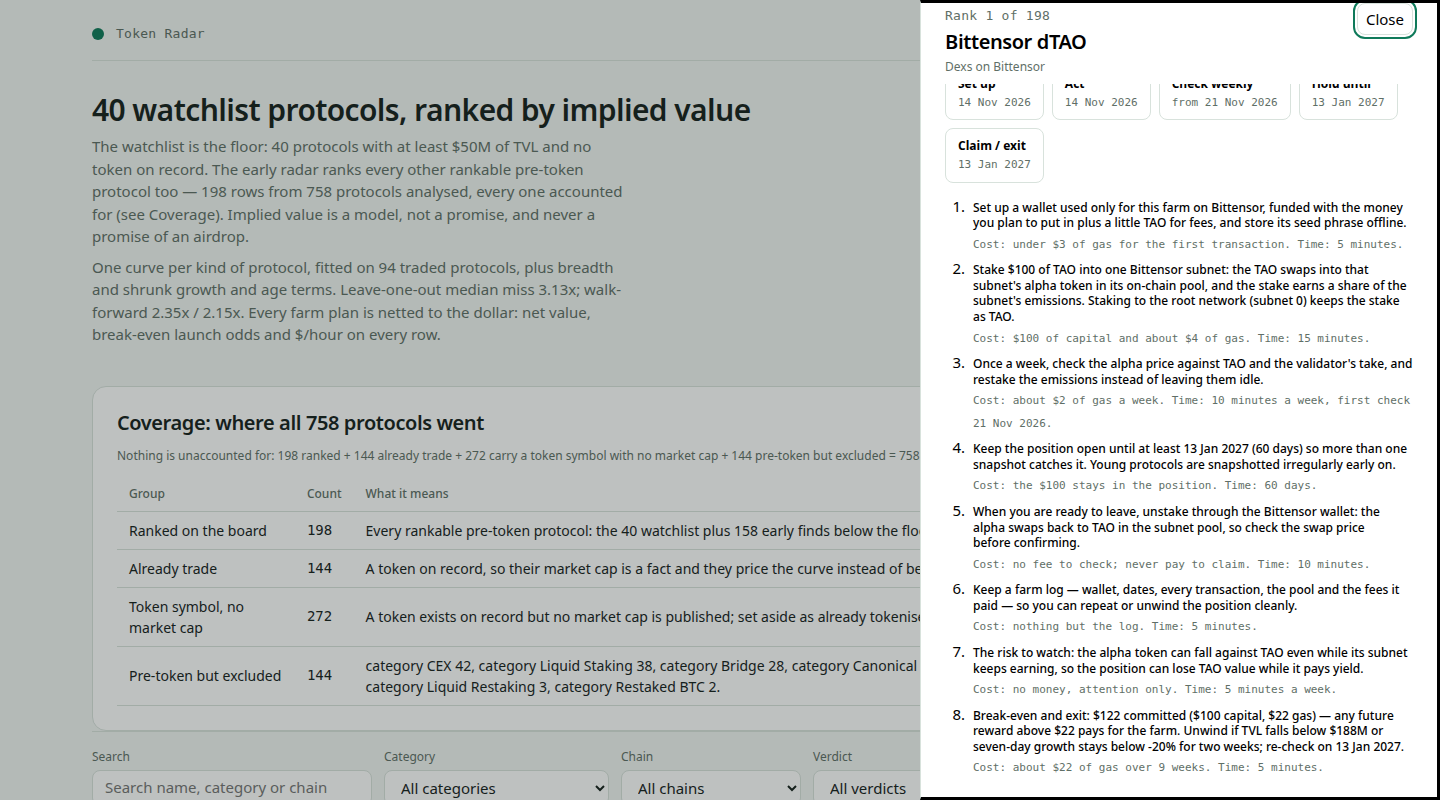 Token Radar
40 watchlist protocols, ranked by implied value
The watchlist is the floor: 40 protocols with at least $50M of TVL and no
token on record. The early radar ranks every other rankable pre-token
protocol too — 198 rows from 758 protocols analysed, every one accounted
for (see Coverage). Implied value is a model, not a promise, and never a
promise of an airdrop.
One curve per kind of protocol, fitted on 94 traded protocols, plus breadth
and shrunk growth and age terms. Leave-one-out median miss 3.13x; walk-
forward 2.35x / 2.15x. Every farm plan is netted to the dollar: net value,
break-even launch odds and $/hour on every row.
Coverage: where all 758 protocols went
Nothing is unaccounted for: 198 ranked + 144 already trade + 272 carry a token symbol with no market cap + 144 pre-token but excluded = 758
Group Count What it means
Ranked on the board 198 Every rankable pre-token protocol: the 40 watchlist plus 158 early finds below the
Already trade 144 A token on record, so their market cap is a fact and they price the curve instead of
Token symbol, no
market cap
272 A token exists on record but no market cap is published; set aside as already
Pre-token but excluded 144
category CEX 42, category Liquid Staking 38, category Bridge 28, category Canonical
category Liquid Restaking 3, category Restaked BTC 2.
Search Category Chain Verdict
Search name, category or chain All categories All chains All verdicts
Rank 1 of 198
Close
Bittensor dTAO
Dexs on Bittensor
Set up Act Check weekly Hold until
14 Nov 2026 14 Nov 2026 from 21 Nov 2026 13 Jan 2027
Claim / exit
13 Jan 2027
1. Set up a wallet used only for this farm on Bittensor, funded with the money
you plan to put in plus a little TAO for fees, and store its seed phrase offline.
Cost: under $3 of gas for the first transaction. Time: 5 minutes.
2. Stake $100 of TAO into one Bittensor subnet: the TAO swaps into that
subnet's alpha token in its on-chain pool, and the stake earns a share of the
subnet's emissions. Staking to the root network (subnet 0) keeps the stake
as TAO.
Cost: $100 of capital and about $4 of gas. Time: 15 minutes.
3. Once a week, check the alpha price against TAO and the validator's take, and
restake the emissions instead of leaving them idle.
Cost: about $2 of gas a week. Time: 10 minutes a week, first check
21 Nov 2026.
4. Keep the position open until at least 13 Jan 2027 (60 days) so more than one
snapshot catches it. Young protocols are snapshotted irregularly early on.
Cost: the $100 stays in the position. Time: 60 days.
5. When you are ready to leave, unstake through the Bittensor wallet: the
alpha swaps back to TAO in the subnet pool, so check the swap price
before confirming.
Cost: no fee to check; never pay to claim. Time: 10 minutes.
6. Keep a farm log — wallet, dates, every transaction, the pool and the fees it
paid — so you can repeat or unwind the position cleanly.
Cost: nothing but the log. Time: 5 minutes.
7. The risk to watch: the alpha token can fall against TAO even while its subnet
keeps earning, so the position can lose TAO value while it pays yield.
Cost: no money, attention only. Time: 5 minutes a week.
8. Break-even and exit: $122 committed ($100 capital, $22 gas) — any future
reward above $22 pays for the farm. Unwind if TVL falls below $188M or
seven-day growth stays below -20% for two weeks; re-check on 13 Jan 2027.
Cost: about $22 of gas over 9 weeks. Time: 5 minutes.